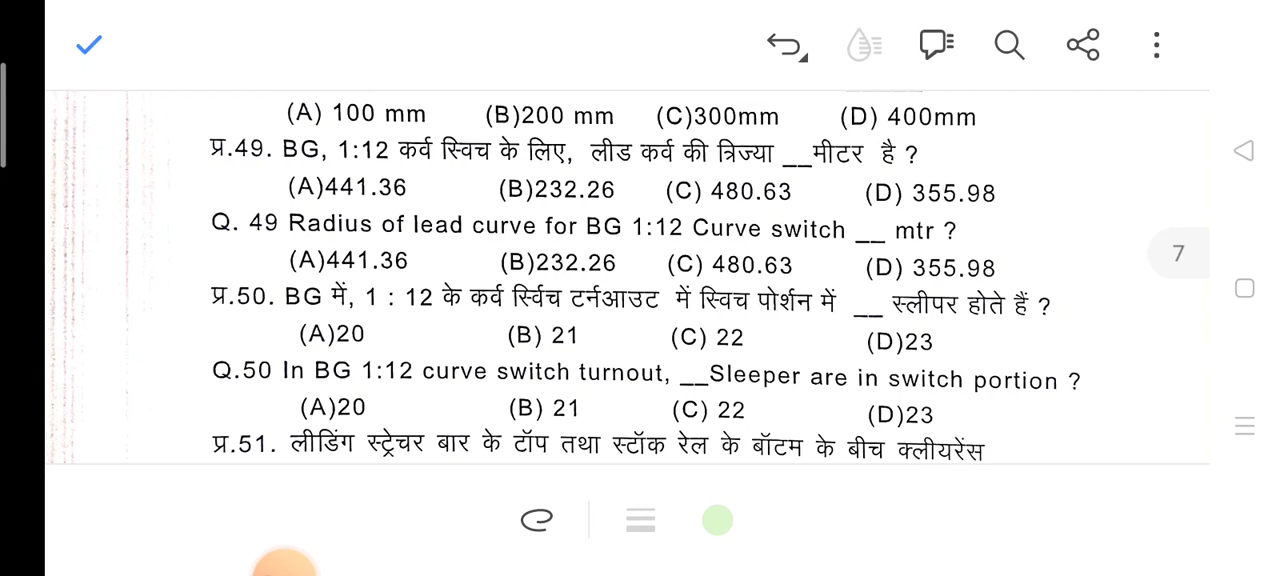 (A) 100 mm (B)200 mm (C)300mm (D) 400mm
प्र.49. BG, 1:12 कर्व स्विच के लिए, लीड कर्व की त्रिज्या __मीटर है ?
(A)441.36 (B)232.26 (C) 480.63 (D) 355.98
Q. 49 Radius of lead curve for BG 1:12 Curve switch __ mtr ?
(A)441.36 (B)232.26 (C) 480.63 (D) 355.98
7
प्र.50. BG में, 1 : 12 के कर्व स्विच टर्नआउट में स्विच पोर्शन में __ स्लीपर होते हैं ?
(A)20 (B) 21 (C) 22 (D)23
Q.50 In BG 1:12 curve switch turnout, __Sleeper are in switch portion ?
(A)20 (B) 21 (C) 22 (D)23
प्र.51. लीडिंग स्ट्रेचर बार के टॉप तथा स्टॉक रेल के बॉटम के बीच क्लीयरेंस